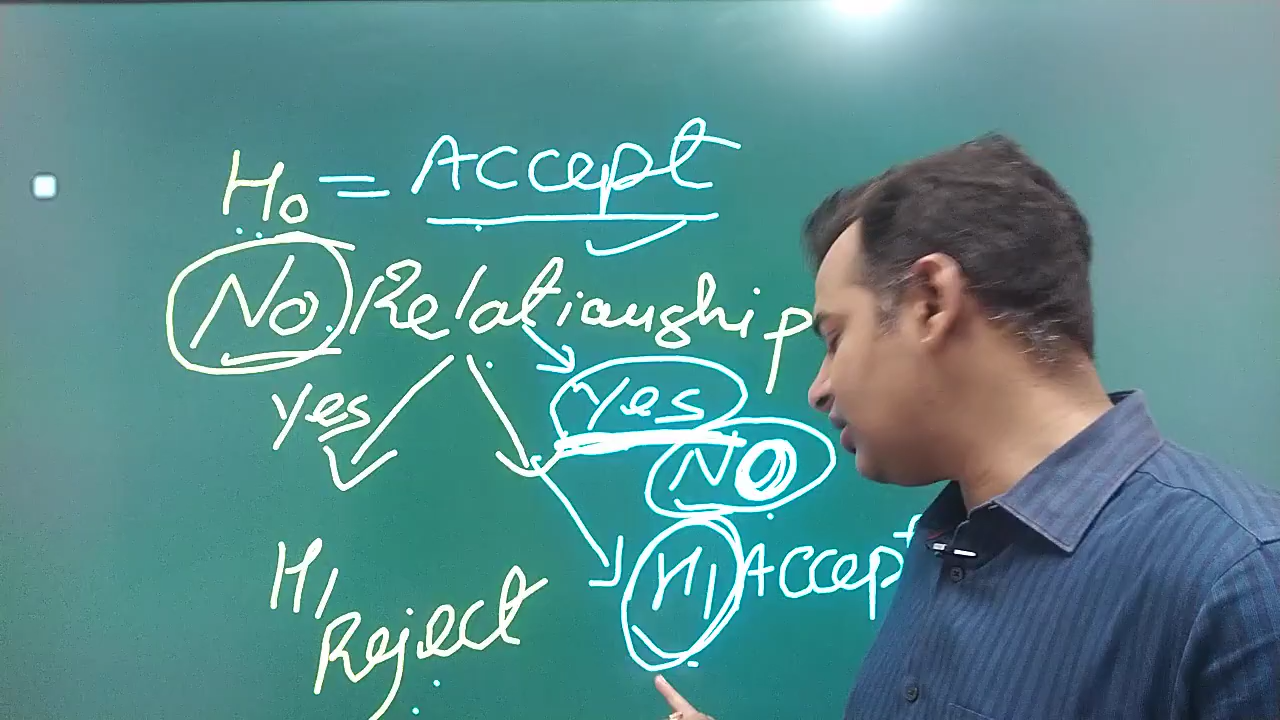 H0 = Accept
No Relationship
Yes
Yes
No
H1 Accept
H1
Reject